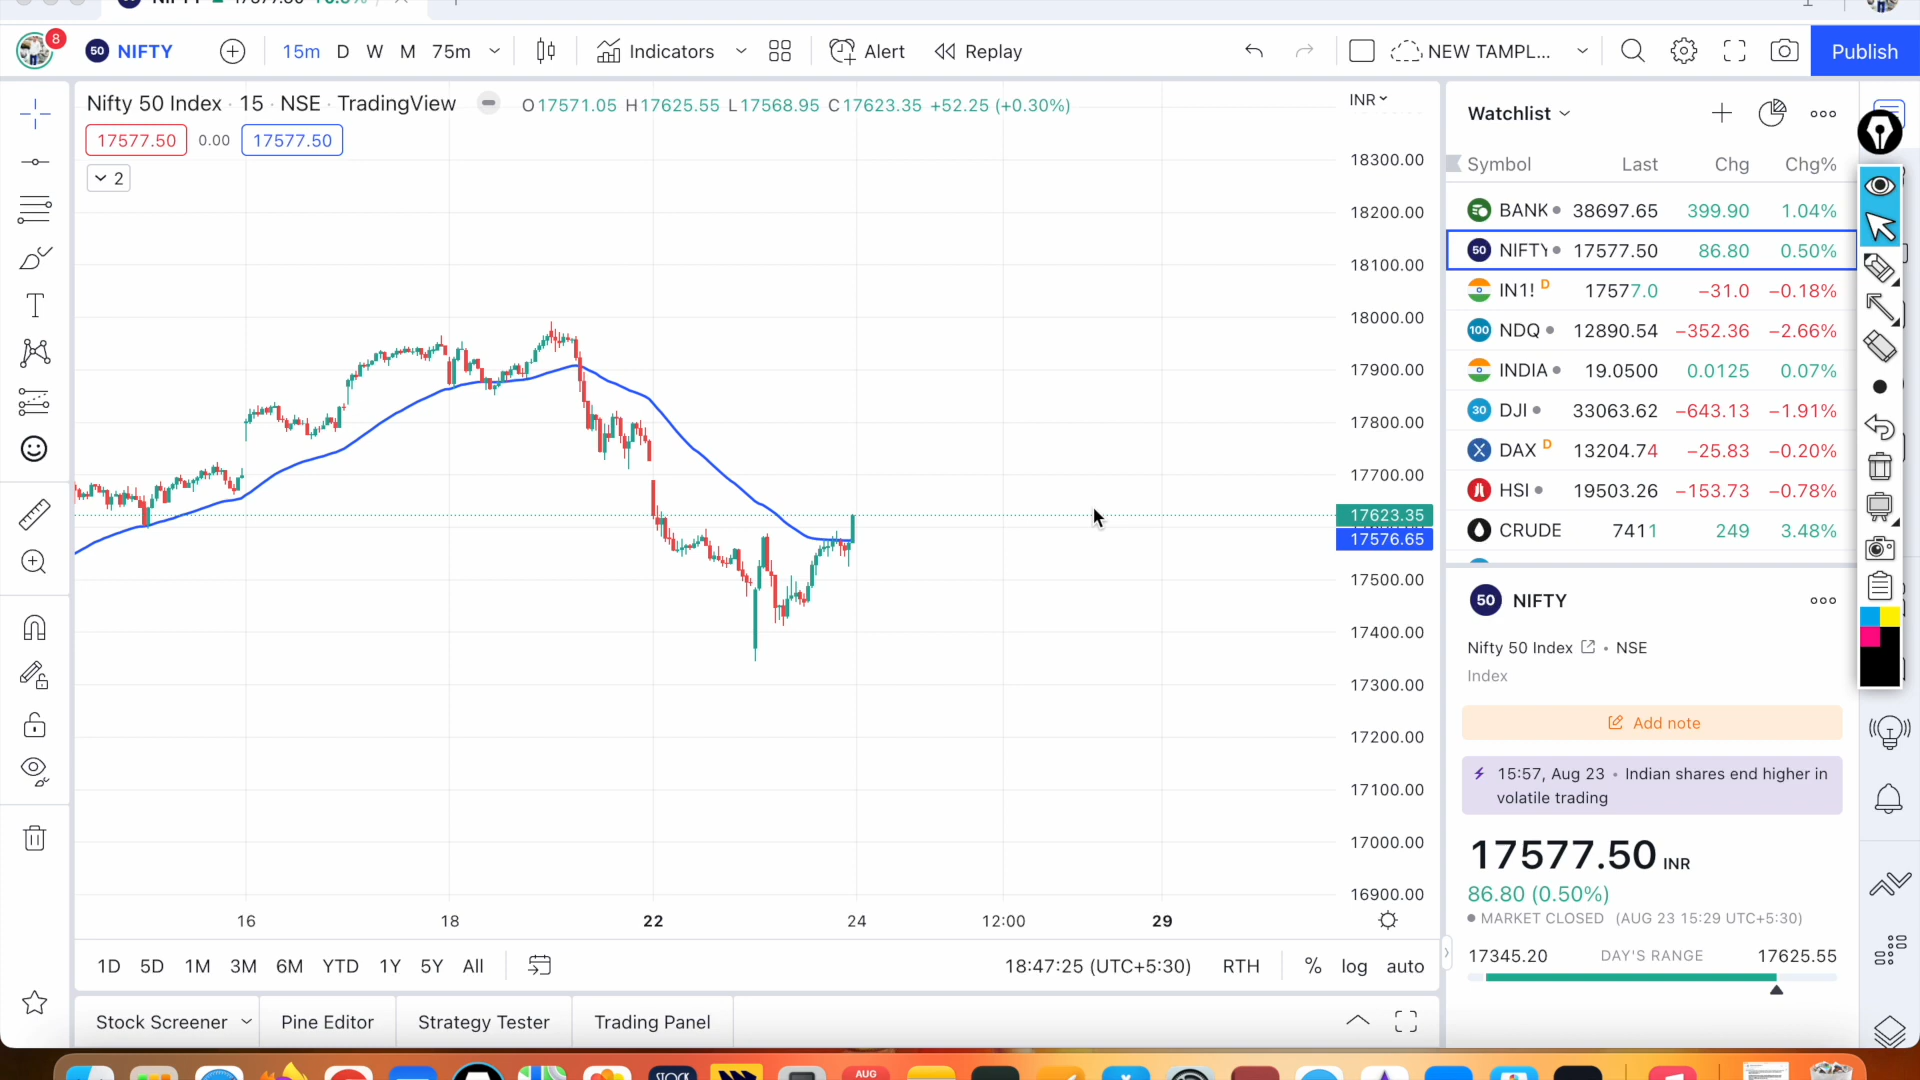 8
50 NIFTY
15m D W M 75m
Indicators
Alert
Replay
NEW TAMPL...
Publish
Nifty 50 Index · 15 · NSE · TradingView
O17571.05 H17625.55 L17568.95 C17623.35 +52.25 (+0.30%)
17577.50 0.00 17577.50
2
INR
18300.00
18200.00
18100.00
18000.00
17900.00
17800.00
17700.00
17623.35
17576.65
17500.00
17400.00
17300.00
17200.00
17100.00
17000.00
16900.00
16 18 22 24 12:00 29
1D 5D 1M 3M 6M YTD 1Y 5Y All
18:47:25 (UTC+5:30) RTH % log auto
Stock Screener Pine Editor Strategy Tester Trading Panel
Watchlist
Symbol Last Chg Chg%
BANK 38697.65 399.90 1.04%
50 NIFTY 17577.50 86.80 0.50%
IN1! D 17577.0 −31.0 −0.18%
100 NDQ 12890.54 −352.36 −2.66%
INDIA 19.0500 0.0125 0.07%
30 DJI 33063.62 −643.13 −1.91%
DAX D 13204.74 −25.83 −0.20%
HSI 19503.26 −153.73 −0.78%
CRUDE 7411 249 3.48%
50 NIFTY
Nifty 50 Index • NSE
Index
Add note
15:57, Aug 23 • Indian shares end higher in
volatile trading
17577.50 INR
86.80 (0.50%)
MARKET CLOSED (AUG 23 15:29 UTC+5:30)
17345.20 DAY'S RANGE 17625.55
STOCK
AUG